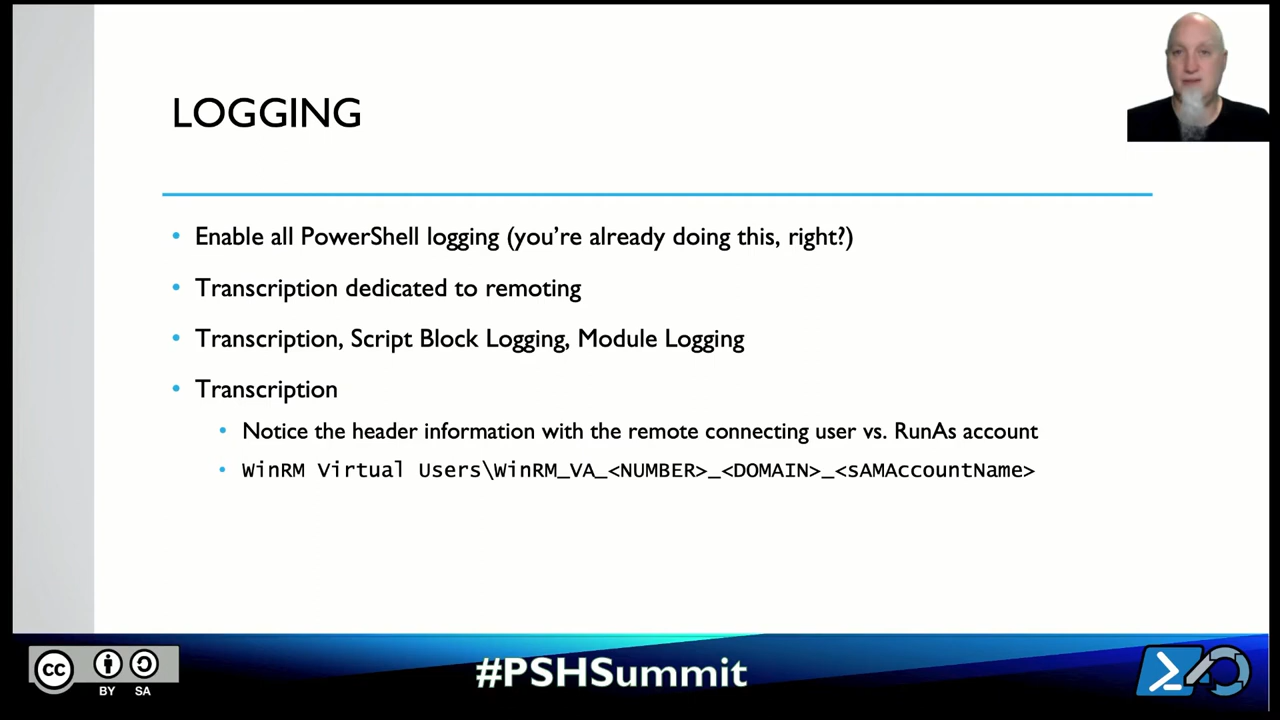 LOGGING
Enable all PowerShell logging (you’re already doing this, right?)
Transcription dedicated to remoting
Transcription, Script Block Logging, Module Logging
Transcription
Notice the header information with the remote connecting user vs. RunAs account
WinRM Virtual Users\WinRM_VA_<NUMBER>_<DOMAIN>_<sAMAccountName>
cc
BY SA
#PSHSummit